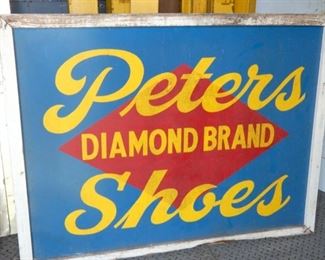 Peters
DIAMOND BRAND
Shoes